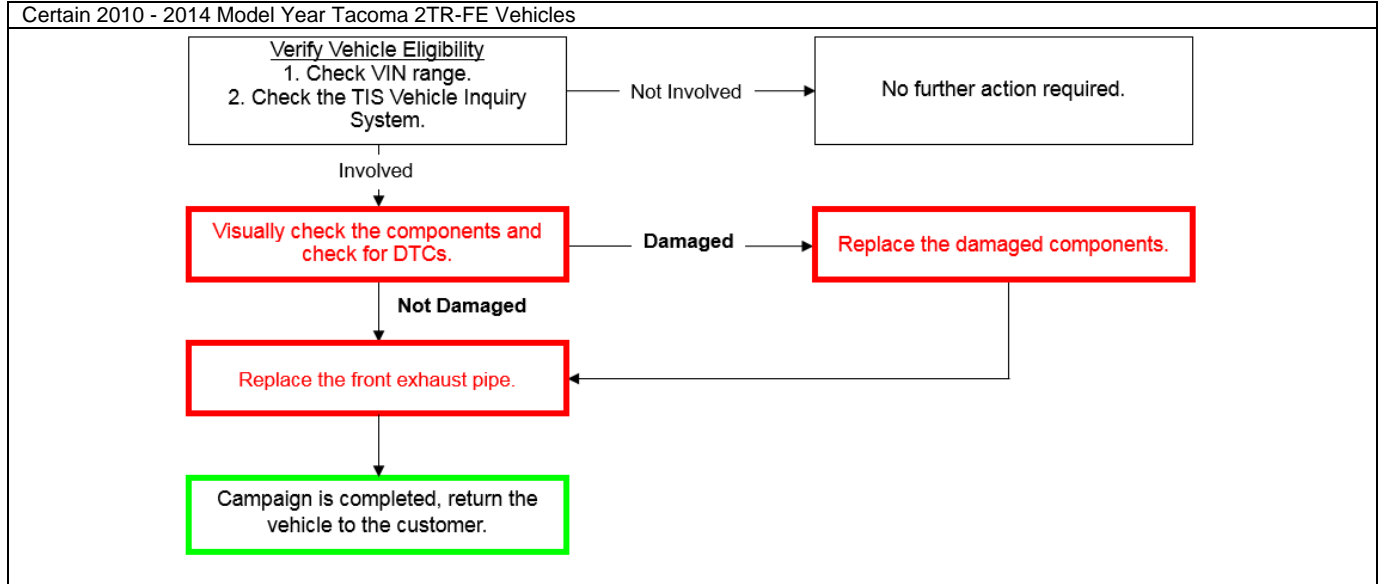 Certain 2010 - 2014 Model Year Tacoma 2TR-FE Vehicles
Verify Vehicle Eligibility
1. Check VIN range.
2. Check the TIS Vehicle Inquiry
System.
Not Involved
No further action required.
Involved
Visually check the components and
check for DTCs.
Damaged
Replace the damaged components.
Not Damaged
Replace the front exhaust pipe.
Campaign is completed, return the
vehicle to the customer.